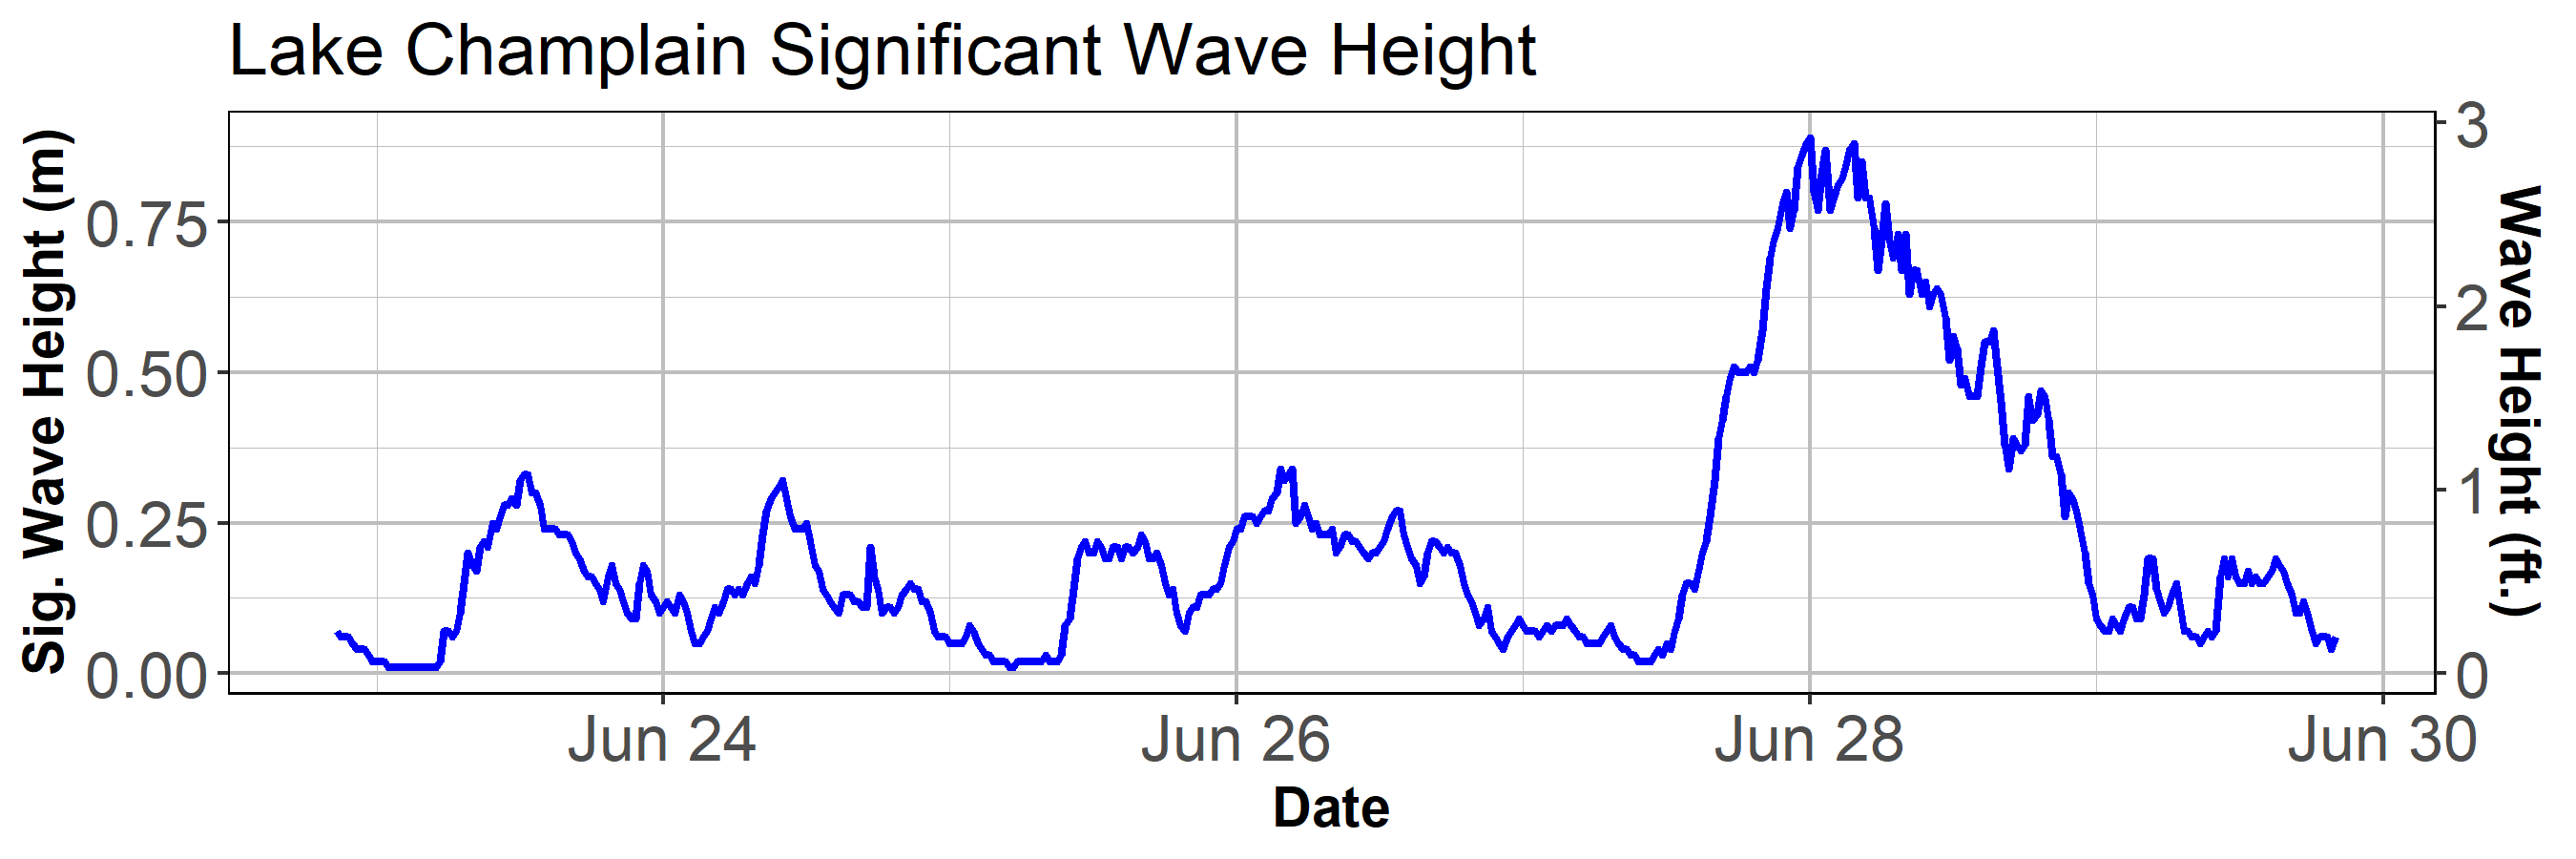 Lake Champlain Significant Wave Height
Sig. Wave Height (m)
0.75
0.50
0.25
0.00
3
2
1
0
Wave Height (ft.)
Jun 24 Jun 26 Jun 28 Jun 30
Date